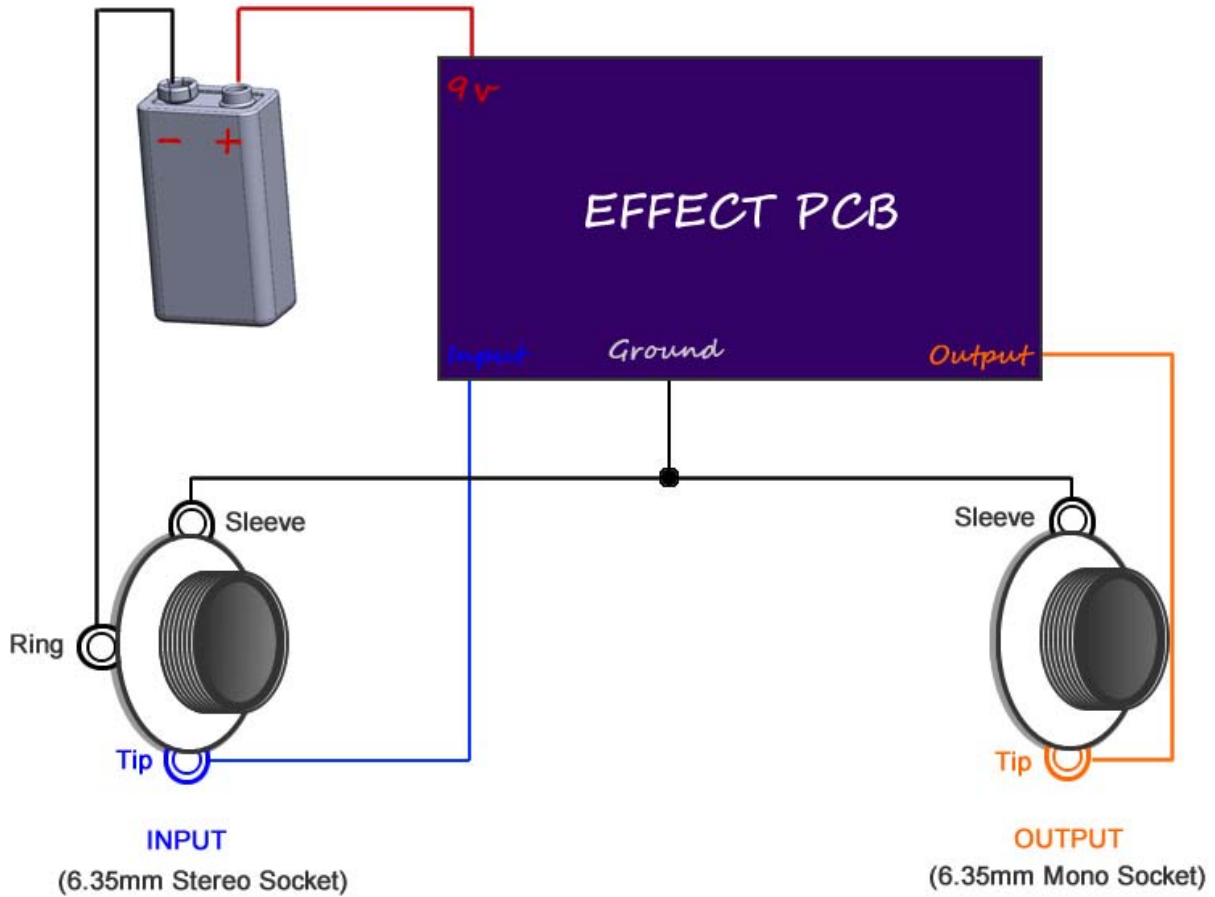 - +
9v
EFFECT PCB
Input
Ground
Output
Sleeve
Sleeve
Ring
Tip
Tip
INPUT
(6.35mm Stereo Socket)
OUTPUT
(6.35mm Mono Socket)